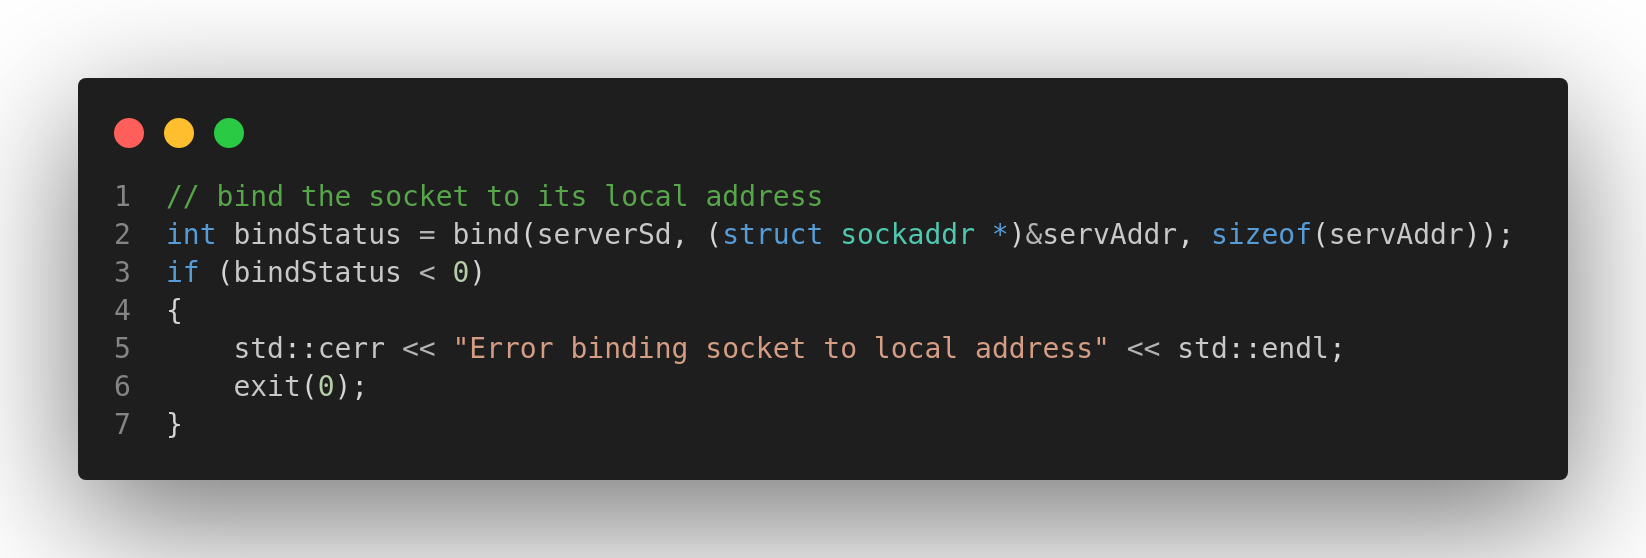 1 // bind the socket to its local address
2 int bindStatus = bind(serverSd, (struct sockaddr *)&servAddr, sizeof(servAddr));
3 if (bindStatus < 0)
4 {
5     std::cerr << "Error binding socket to local address" << std::endl;
6     exit(0);
7 }